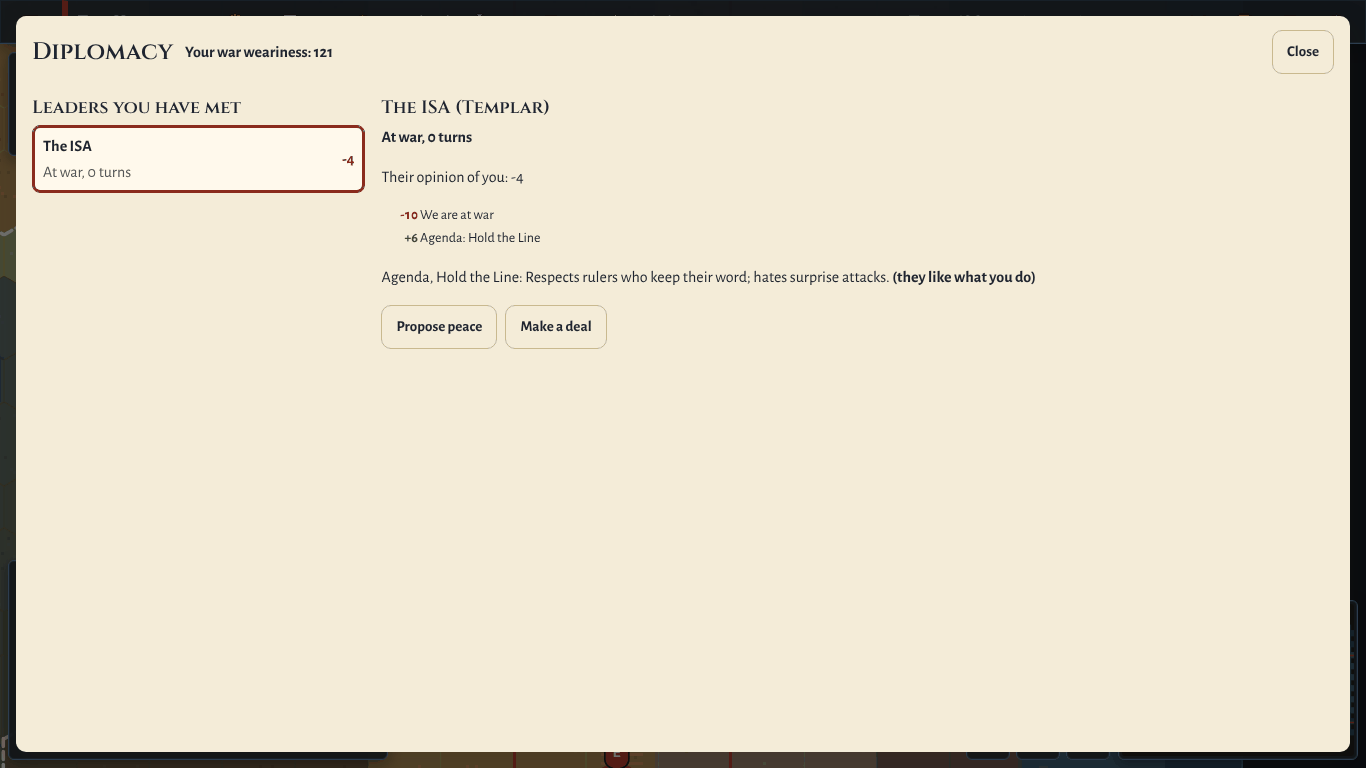 Diplomacy Your war weariness: 121
Close
Leaders you have met
The ISA
At war, 0 turns
-4
The ISA (Templar)
At war, 0 turns
Their opinion of you: -4
-10 We are at war
+6 Agenda: Hold the Line
Agenda, Hold the Line: Respects rulers who keep their word; hates surprise attacks. (they like what you do)
Propose peace
Make a deal